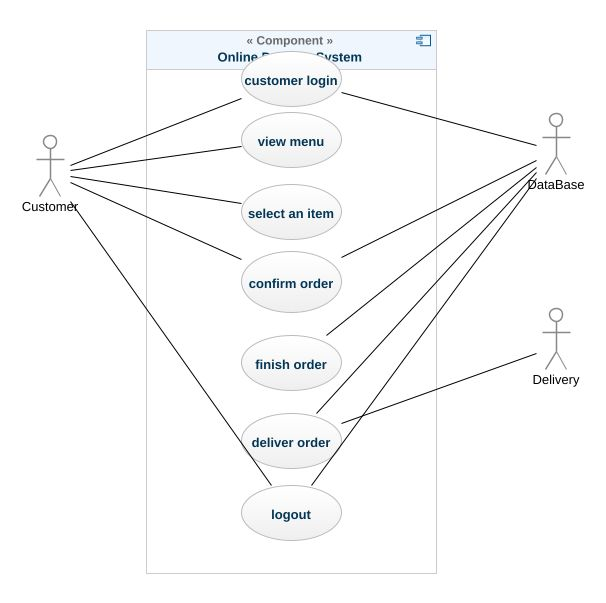 « Component »
Online System
customer login
view menu
Customer
DataBase
select an item
confirm order
finish order
Delivery
deliver order
logout